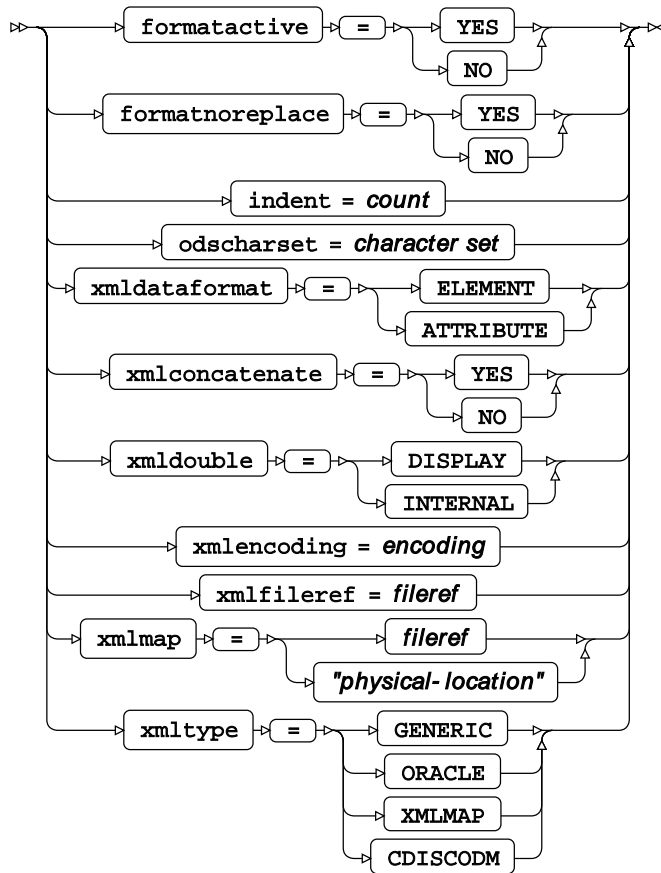 formatactive = YES
NO
formatnoreplace = YES
NO
indent = count
odscharset = character set
xmldataformat = ELEMENT
ATTRIBUTE
xmlconcatenate = YES
NO
xmldouble = DISPLAY
INTERNAL
xmlencoding = encoding
xmlfileref = fileref
xmlmap = fileref
"physical-location"
xmltype = GENERIC
ORACLE
XMLMAP
CDISCODM